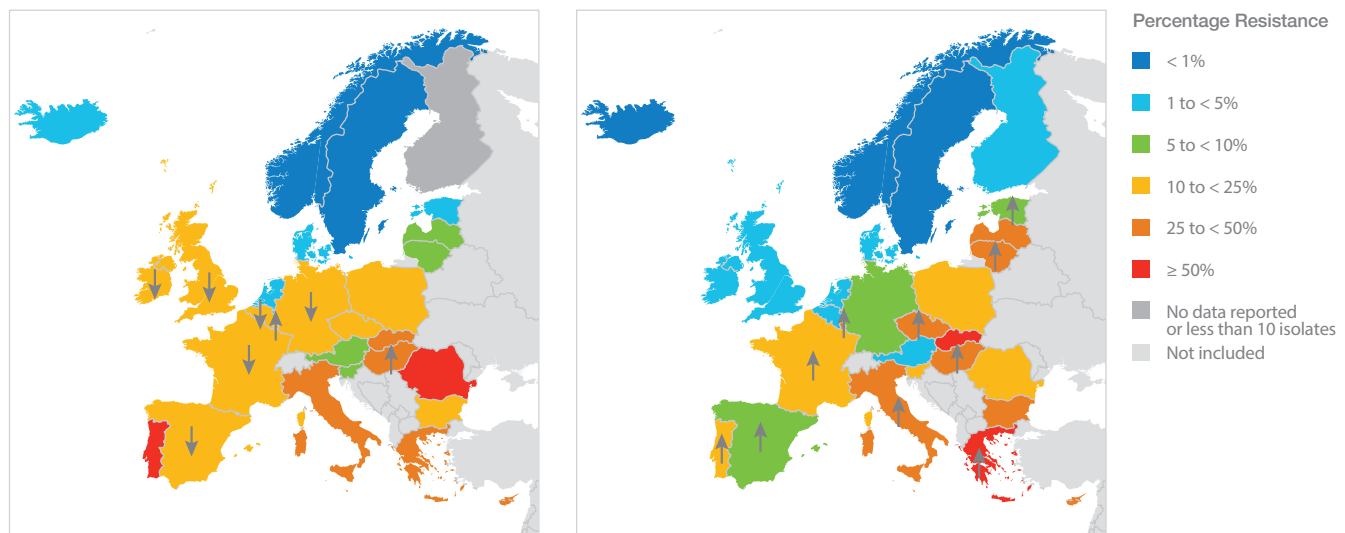 Percentage Resistance
< 1%
1 to < 5%
5 to < 10%
10 to < 25%
25 to < 50%
≥ 50%
No data reported
or less than 10 isolates
Not included